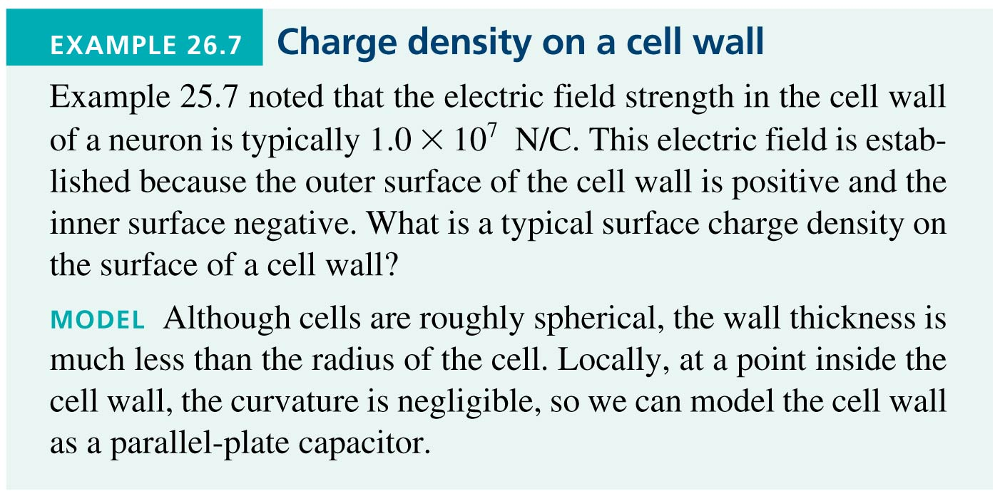 EXAMPLE 26.7 Charge density on a cell wall
Example 25.7 noted that the electric field strength in the cell wall
of a neuron is typically 1.0 × 10⁷ N/C. This electric field is estab-
lished because the outer surface of the cell wall is positive and the
inner surface negative. What is a typical surface charge density on
the surface of a cell wall?
MODEL Although cells are roughly spherical, the wall thickness is
much less than the radius of the cell. Locally, at a point inside the
cell wall, the curvature is negligible, so we can model the cell wall
as a parallel-plate capacitor.